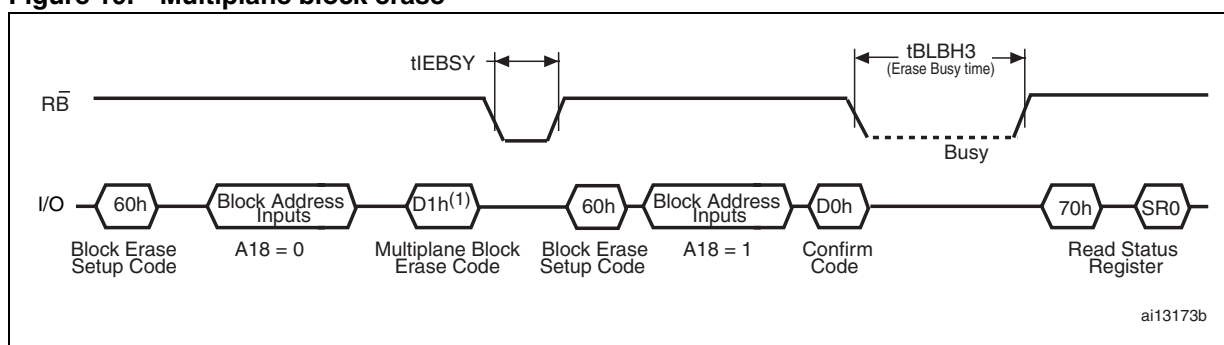 Figure 16. Multiplane block erase
tIEBSY
tBLBH3
(Erase Busy time)
RB
Busy
I/O
60h
Block Address
Inputs
D1h(1)
60h
Block Address
Inputs
D0h
70h
SR0
Block Erase
Setup Code
A18 = 0
Multiplane Block
Erase Code
Block Erase
Setup Code
A18 = 1
Confirm
Code
Read Status
Register
ai13173b